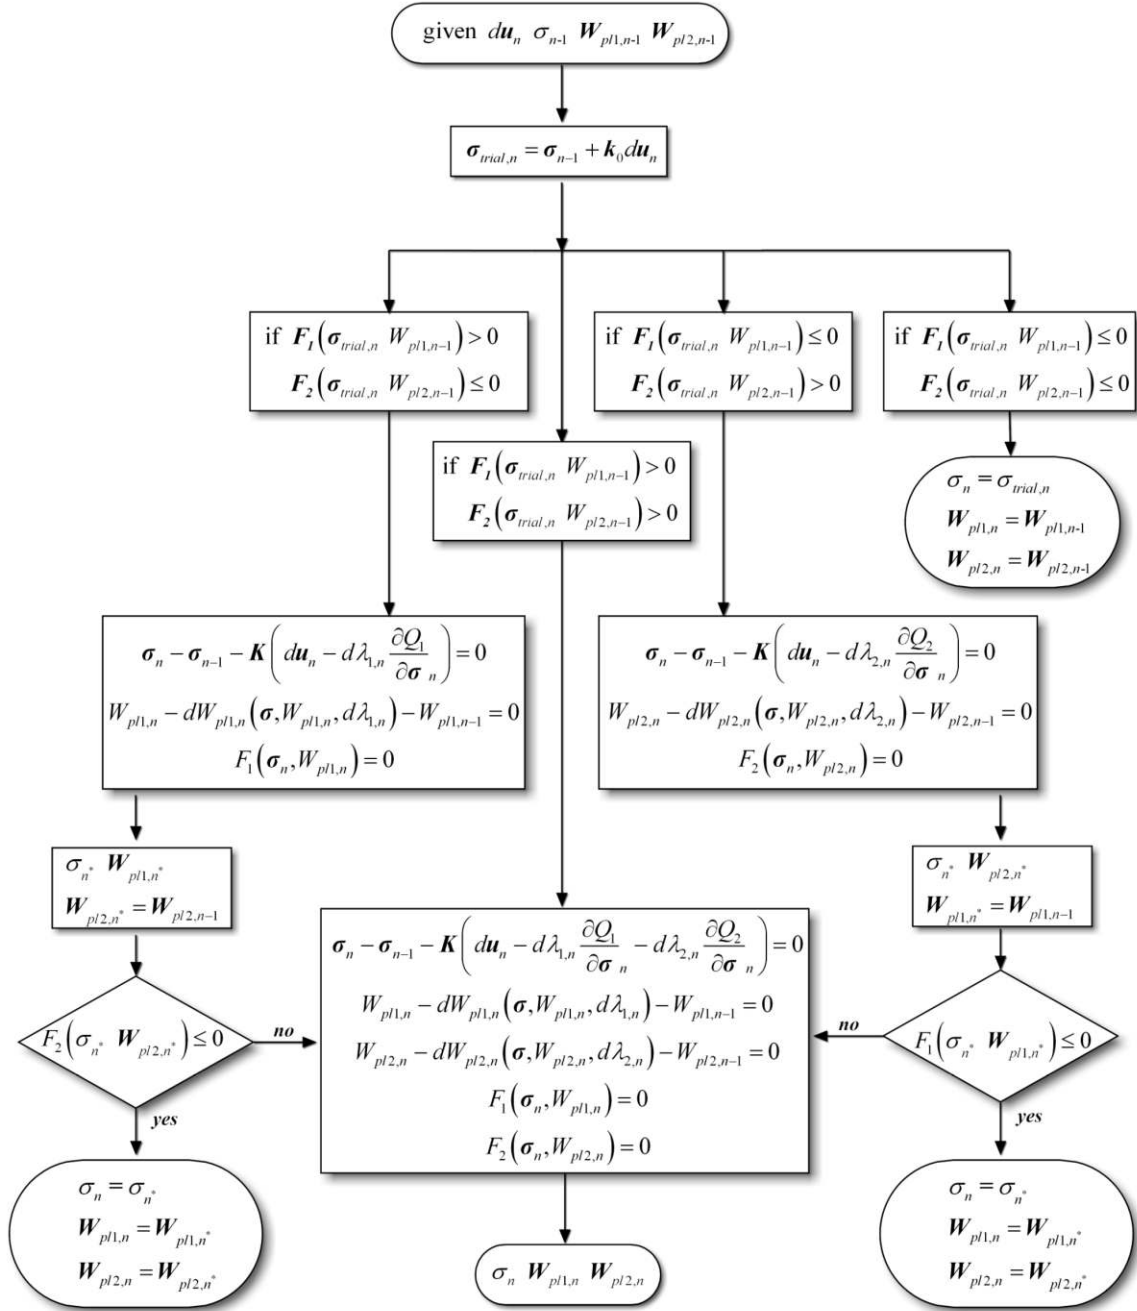 given du_n σ_{n-1} W_{pl1,n-1} W_{pl2,n-1}
σ_{trial,n} = σ_{n−1} + k_0 du_n
if F_1(σ_{trial,n} W_{pl1,n−1}) > 0
F_2(σ_{trial,n} W_{pl2,n−1}) ≤ 0
if F_1(σ_{trial,n} W_{pl1,n−1}) > 0
F_2(σ_{trial,n} W_{pl2,n−1}) > 0
if F_1(σ_{trial,n} W_{pl1,n−1}) ≤ 0
F_2(σ_{trial,n} W_{pl2,n−1}) > 0
if F_1(σ_{trial,n} W_{pl1,n−1}) ≤ 0
F_2(σ_{trial,n} W_{pl2,n−1}) ≤ 0
σ_n = σ_{trial,n}
W_{pl1,n} = W_{pl1,n-1}
W_{pl2,n} = W_{pl2,n-1}
σ_n − σ_{n−1} − K(du_n − dλ_{1,n} ∂Q_1/∂σ_n) = 0
W_{pl1,n} − dW_{pl1,n}(σ, W_{pl1,n}, dλ_{1,n}) − W_{pl1,n−1} = 0
F_1(σ_n, W_{pl1,n}) = 0
σ_n − σ_{n−1} − K(du_n − dλ_{2,n} ∂Q_2/∂σ_n) = 0
W_{pl2,n} − dW_{pl2,n}(σ, W_{pl2,n}, dλ_{2,n}) − W_{pl2,n−1} = 0
F_2(σ_n, W_{pl2,n}) = 0
σ_{n*} W_{pl1,n*}
W_{pl2,n*} = W_{pl2,n−1}
σ_{n*} W_{pl2,n*}
W_{pl1,n*} = W_{pl1,n−1}
σ_n − σ_{n−1} − K(du_n − dλ_{1,n} ∂Q_1/∂σ_n − dλ_{2,n} ∂Q_2/∂σ_n) = 0
W_{pl1,n} − dW_{pl1,n}(σ, W_{pl1,n}, dλ_{1,n}) − W_{pl1,n−1} = 0
W_{pl2,n} − dW_{pl2,n}(σ, W_{pl2,n}, dλ_{2,n}) − W_{pl2,n−1} = 0
F_1(σ_n, W_{pl1,n}) = 0
F_2(σ_n, W_{pl2,n}) = 0
F_2(σ_{n*} W_{pl2,n*}) ≤ 0
no
yes
no
F_1(σ_{n*} W_{pl1,n*}) ≤ 0
yes
σ_n = σ_{n*}
W_{pl1,n} = W_{pl1,n*}
W_{pl2,n} = W_{pl2,n*}
σ_n W_{pl1,n} W_{pl2,n}
σ_n = σ_{n*}
W_{pl1,n} = W_{pl1,n*}
W_{pl2,n} = W_{pl2,n*}